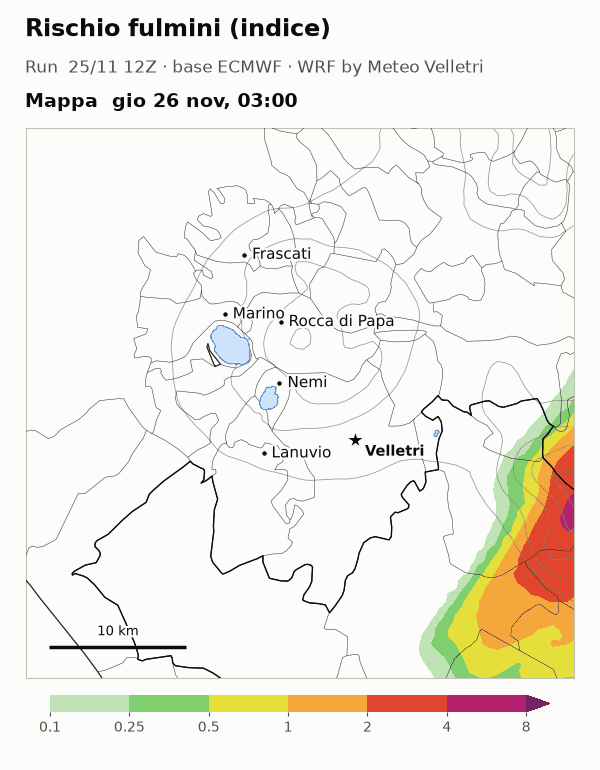 Rischio fulmini (indice)
Run  25/11 12Z · base ECMWF · WRF by Meteo Velletri
Mappa  gio 26 nov, 03:00
Frascati
Marino
Rocca di Papa
Nemi
Velletri
Lanuvio
10 km
0.1 0.25 0.5 1 2 4 8